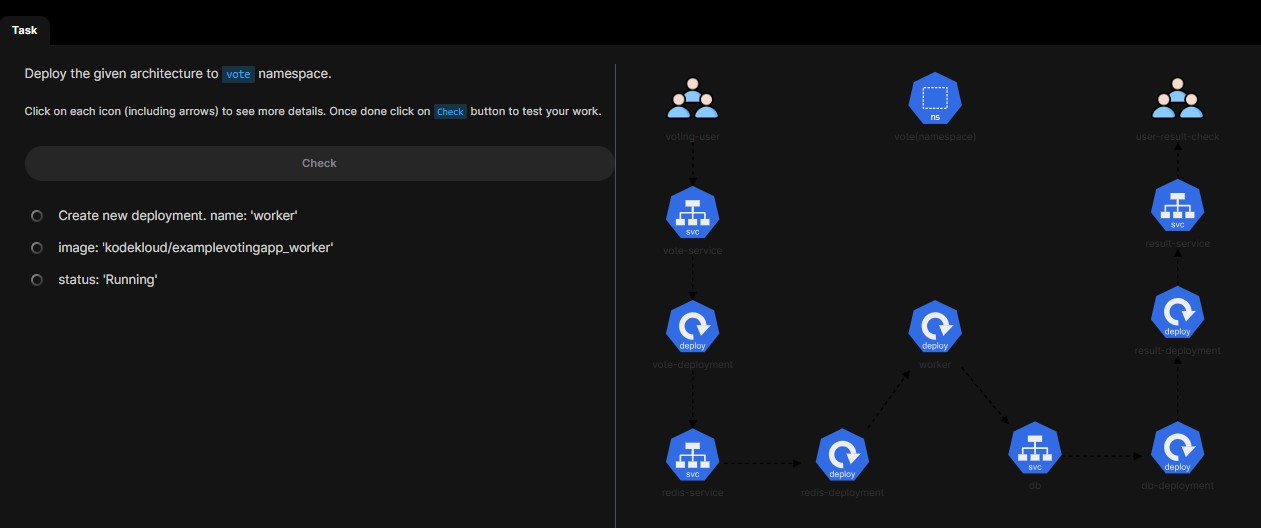 Task
Deploy the given architecture to vote namespace.
Click on each icon (including arrows) to see more details. Once done click on Check button to test your work.
Check
Create new deployment. name: 'worker'
image: 'kodekloud/examplevotingapp_worker'
status: 'Running'
voting-user
ns
vote(namespace)
user-result-check
svc
vote-service
svc
result-service
deploy
vote-deployment
deploy
worker
deploy
result-deployment
svc
redis-service
deploy
redis-deployment
svc
db
deploy
db-deployment